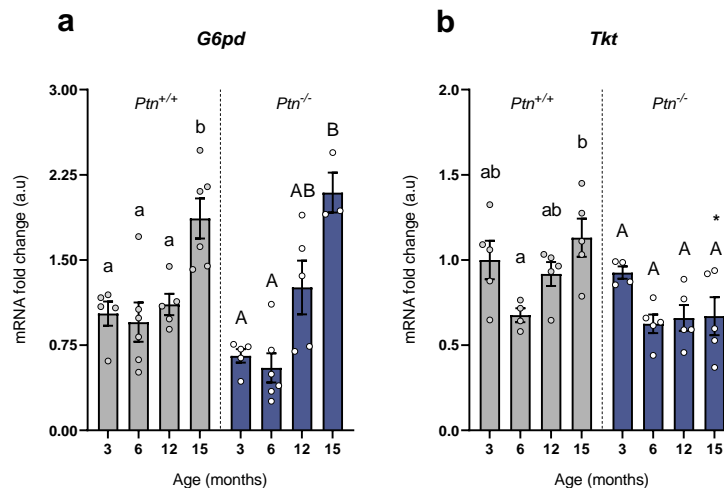 a
G6pd
mRNA fold change (a.u)
3.00
2.25
1.50
0.75
0.00
Ptn+/+
Ptn-/-
a
a
a
b
A
A
AB
B
3 6 12 15 3 6 12 15
Age (months)
b
Tkt
mRNA fold change (a.u)
2.0
1.5
1.0
0.5
0.0
Ptn+/+
Ptn-/-
ab
a
ab
b
A
A
A
*
A
3 6 12 15 3 6 12 15
Age (months)